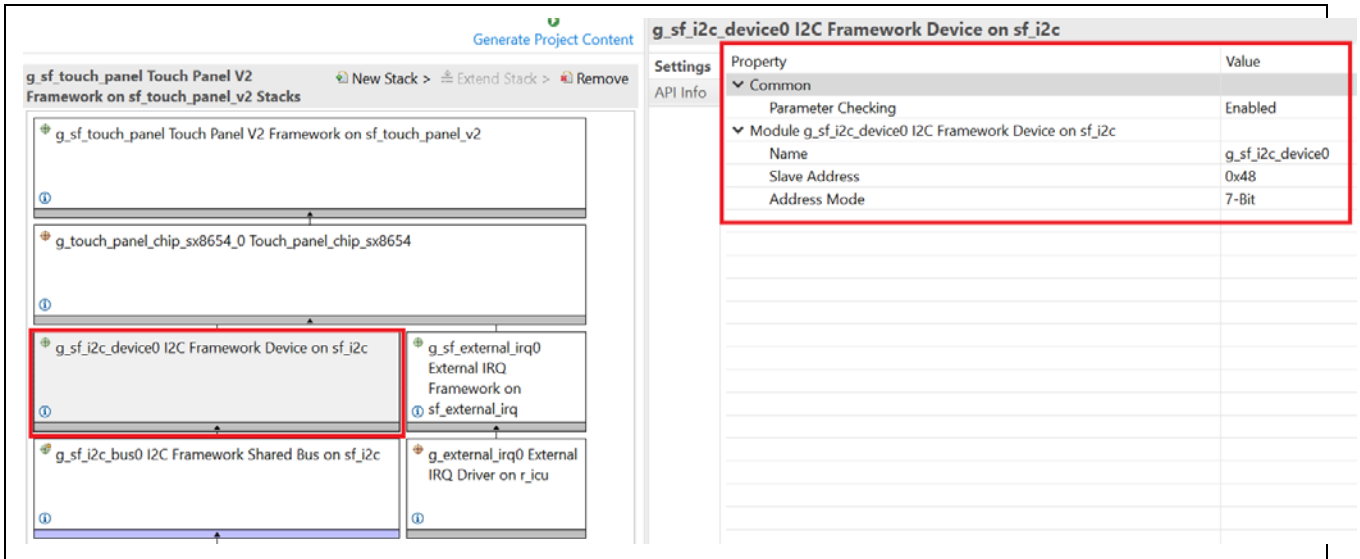 Generate Project Content
g_sf_touch_panel Touch Panel V2
Framework on sf_touch_panel_v2 Stacks
New Stack > Extend Stack > Remove
g_sf_touch_panel Touch Panel V2 Framework on sf_touch_panel_v2
g_touch_panel_chip_sx8654_0 Touch_panel_chip_sx8654
g_sf_i2c_device0 I2C Framework Device on sf_i2c
g_sf_external_irq0
External IRQ
Framework on
sf_external_irq
g_sf_i2c_bus0 I2C Framework Shared Bus on sf_i2c
g_external_irq0 External
IRQ Driver on r_icu
g_sf_i2c_device0 I2C Framework Device on sf_i2c
Settings
API Info
Property Value
Common
Parameter Checking Enabled
Module g_sf_i2c_device0 I2C Framework Device on sf_i2c
Name g_sf_i2c_device0
Slave Address 0x48
Address Mode 7-Bit